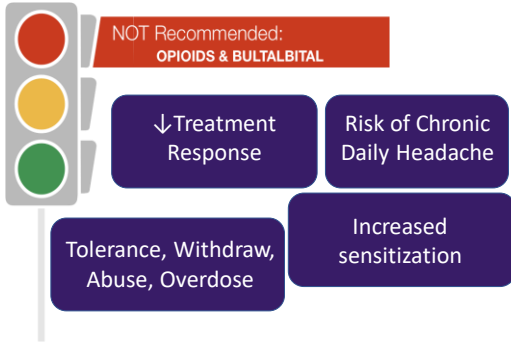 NOT Recommended:
OPIOIDS & BULTALBITAL
↓Treatment
Response
Risk of Chronic
Daily Headache
Tolerance, Withdraw,
Abuse, Overdose
Increased
sensitization